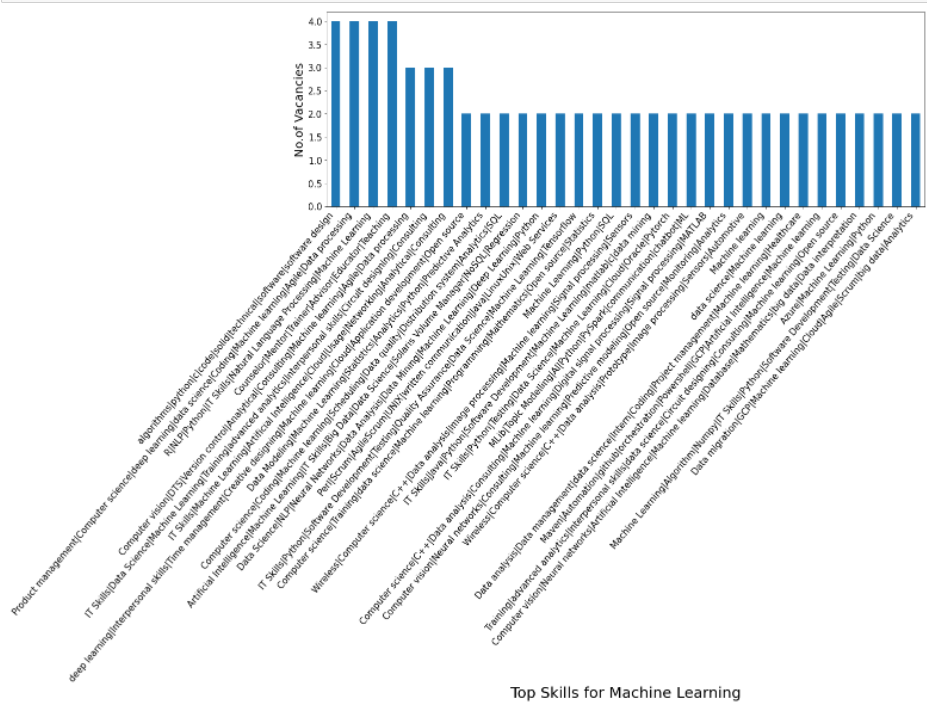 No.of Vacancies
4.0
3.5
3.0
2.5
2.0
1.5
1.0
0.5
0.0
algorithms|python|c|code|solid|technical|software|software design
Product management|Computer science|deep learning|data science|Coding|Machine learning|Agile|Data processing
R|NLP|Python|IT Skills|Natural Language Processing|Machine Learning
Counselor|Mentor|Trainer|Advisor|Educator|Teaching
Computer vision|DTS|Version control|Analytical|Consulting|Machine learning|Agile|Data processing
IT Skills|Data Science|Machine Learning|Training|advanced analytics|Interpersonal skills|Circuit designing|Consulting
IT Skills|Machine Learning|Artificial Intelligence|Cloud|Usage|Networking|Analytical|Consulting
deep learning|Interpersonal skills|Time management|Creative designing|Machine learning|Cloud|Application development|Open source
Data Modeling|Machine Learning|Statistics|Analytics|Python|Predictive Analytics
Computer science|Coding|Machine learning|Scheduling|Data quality|Distribution system|Analytics|SQL
Artificial Intelligence|Machine Learning|IT Skills|Big Data|Data Science|Solaris Volume Manager|NoSQL|Regression
Data Science|NLP|Neural Networks|Data Analysis|Data Mining|Machine Learning|Deep Learning|Python
Perl|Scrum|AgileScrum|UNIX|written communication|Java|Linux|Unix|Web Services
IT Skills|Python|Software Development|Testing|Quality Assurance|Data Science|Machine Learning|Tensorflow
Computer science|Training|data science|Machine learning|Programming|Mathematics|Open source|Statistics
Machine Learning|Python|SQL
Wireless|Computer science|C++|Data analysis|Image processing|Machine learning|Signal processing|Sensors
IT Skills|Java|Python|Software Development|Machine Learning|matlab|cloud|data mining
IT Skills|Python|Testing|Data Science|Machine Learning|Cloud|Oracle|Pytorch
Topic Modelling|AI|Python|PySpark|communication|chatbot|ML
Computer science|C++|Data analysis|Consulting|Machine learning|Digital signal processing|Signal processing|MATLAB
Computer vision|Neural networks|Consulting|Machine learning|Predictive modeling|Open source|Monitoring|Analytics
Wireless|Computer science|C++|Data analysis|Prototype|Image processing|Sensors|Automotive
Machine learning
data science|Machine learning
Data analysis|Data management|data science|Intern|Coding|Project management|Machine learning|Healthcare
Maven|Automation|github|orchestration|Powershell|GCP|Artificial Intelligence|Machine learning
Training|advanced analytics|Interpersonal skills|data science|Circuit designing|Consulting|Machine learning|Open source
Computer vision|Neural networks|Artificial Intelligence|Machine learning|Database|Mathematics|big data|Data interpretation
Azure|Machine Learning|python
Machine Learning|Algorithm|Numpy|IT Skills|Python|Software Development|Testing|Data Science
Data migration|GCP|Machine learning|Cloud|Agile|Scrum|big data|Analytics
Top Skills for Machine Learning